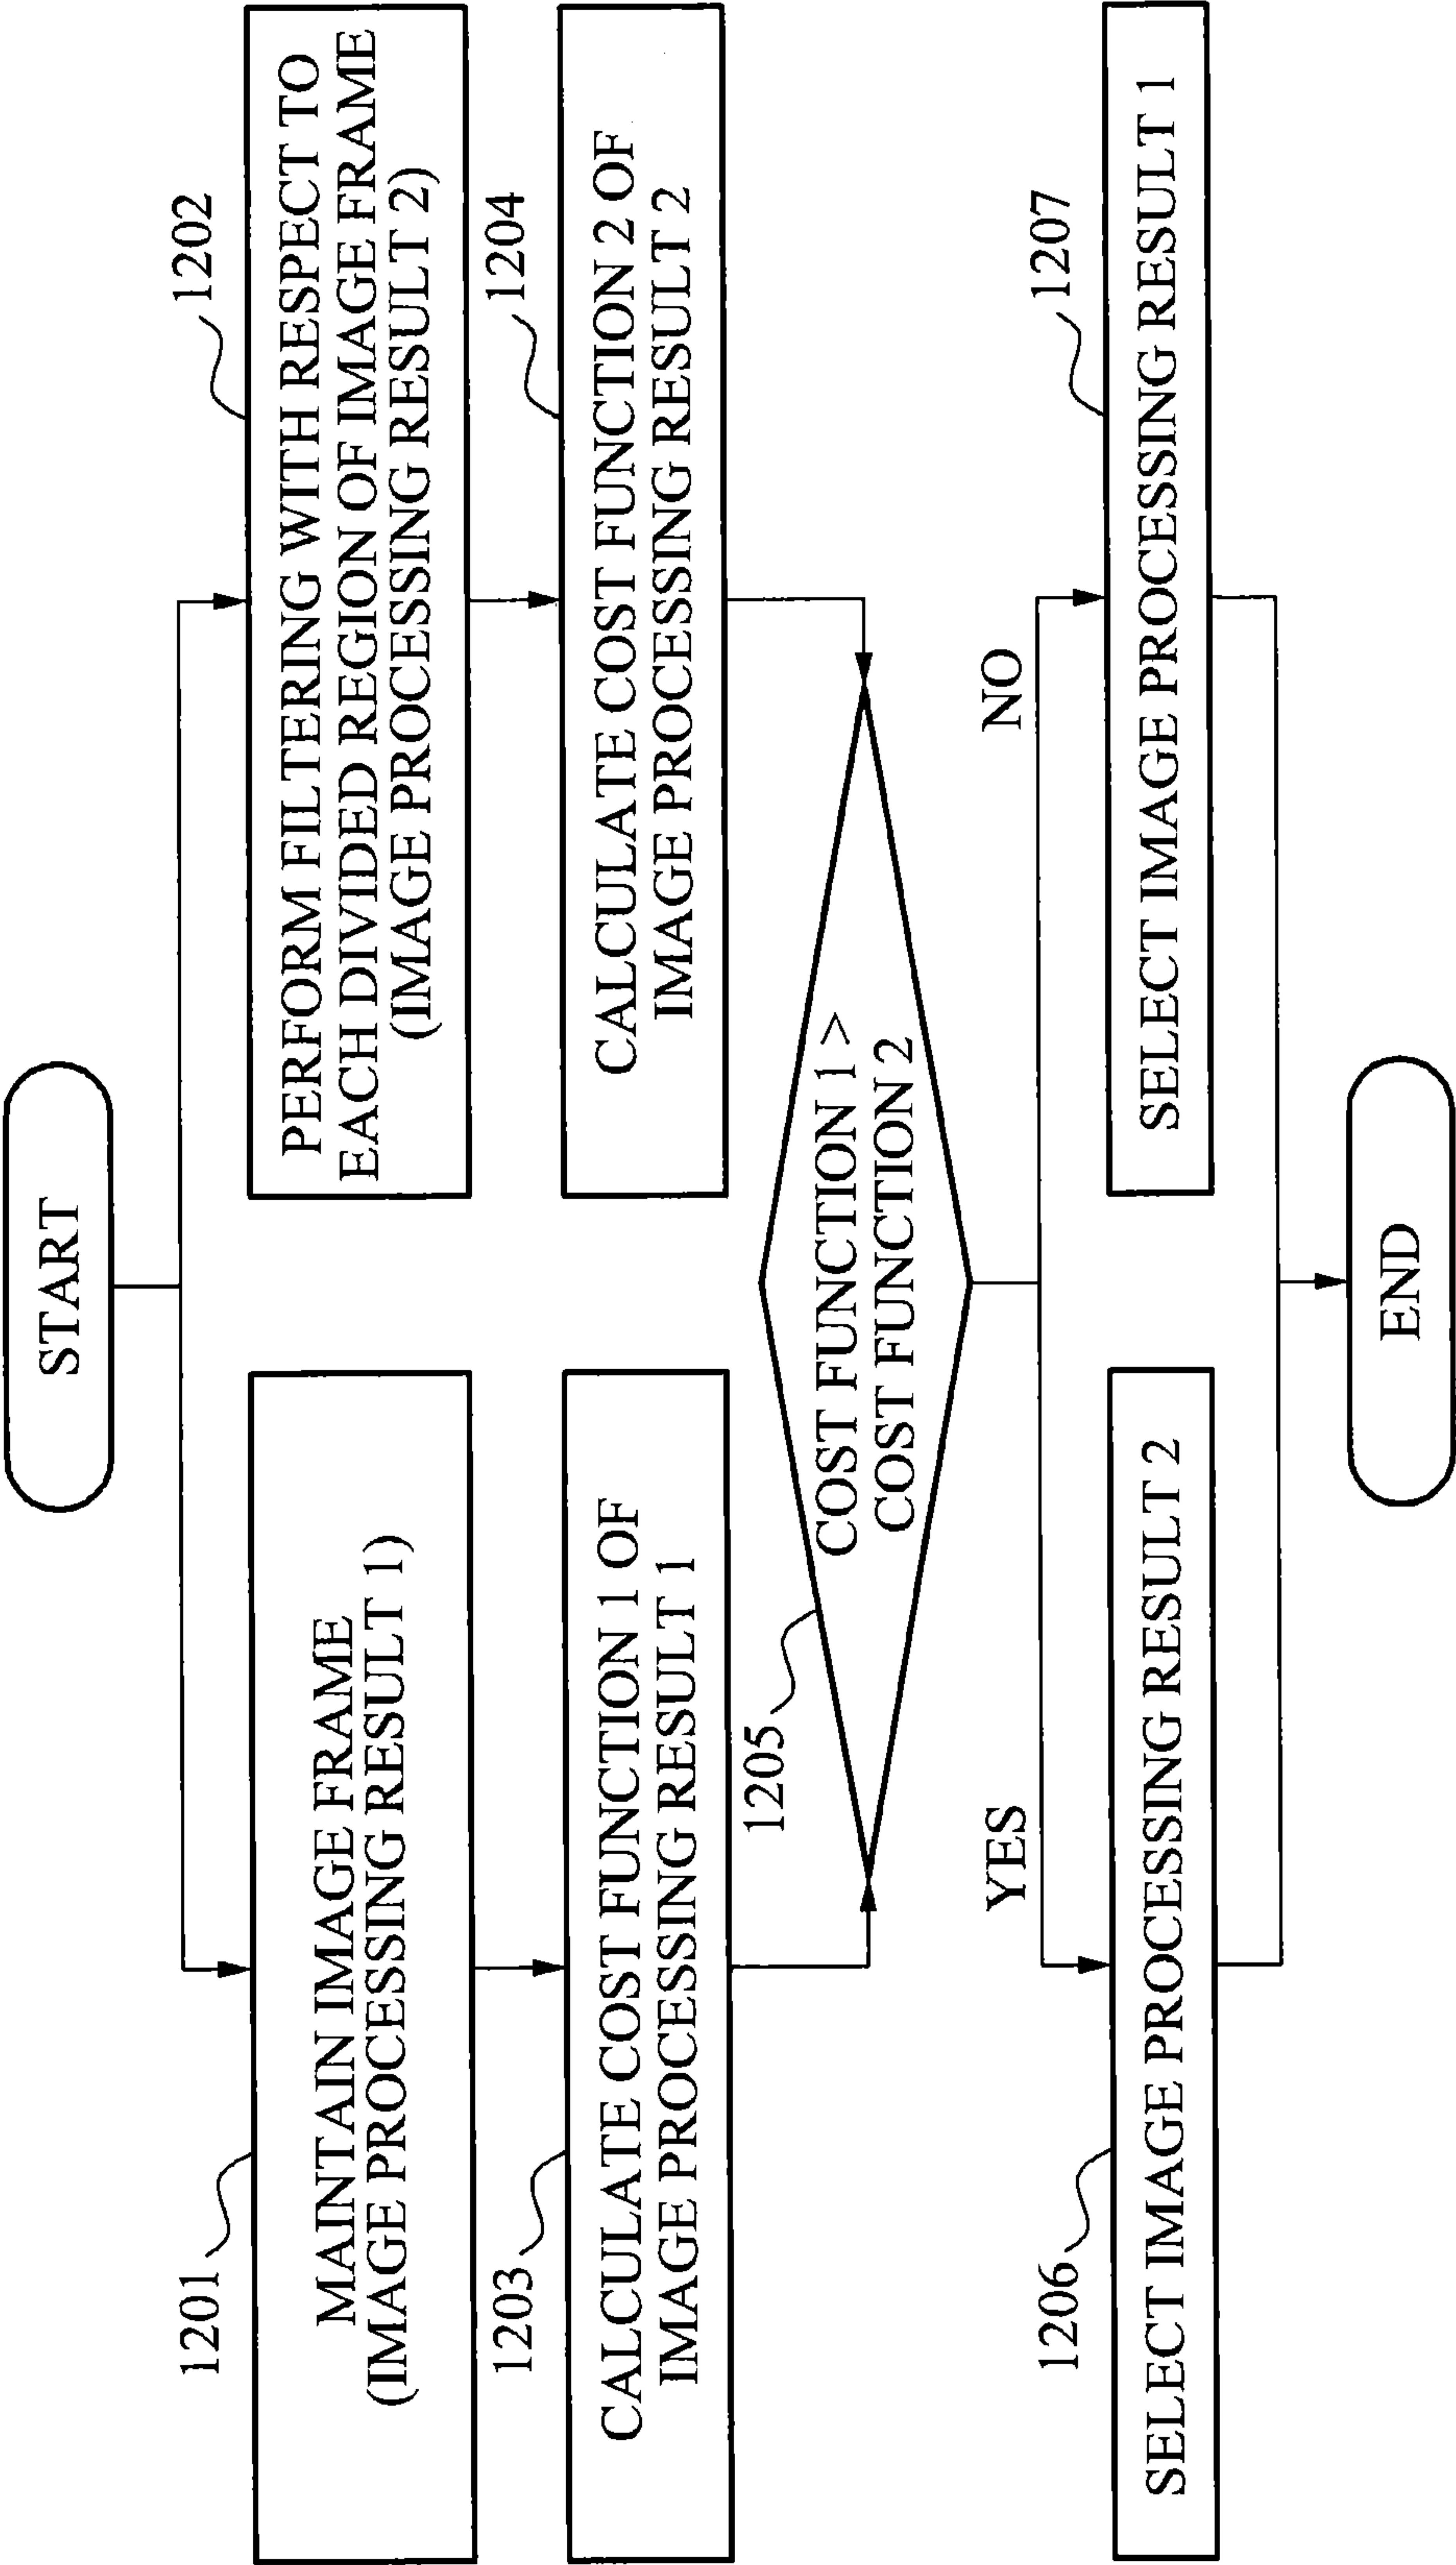 START
1201
MAINTAIN IMAGE FRAME
(IMAGE PROCESSING RESULT 1)
1202
PERFORM FILTERING WITH RESPECT TO
EACH DIVIDED REGION OF IMAGE FRAME
(IMAGE PROCESSING RESULT 2)
1203
CALCULATE COST FUNCTION 1 OF
IMAGE PROCESSING RESULT 1
1204
CALCULATE COST FUNCTION 2 OF
IMAGE PROCESSING RESULT 2
1205
COST FUNCTION 1 >
COST FUNCTION 2
YES
NO
1206
SELECT IMAGE PROCESSING RESULT 2
1207
SELECT IMAGE PROCESSING RESULT 1
END